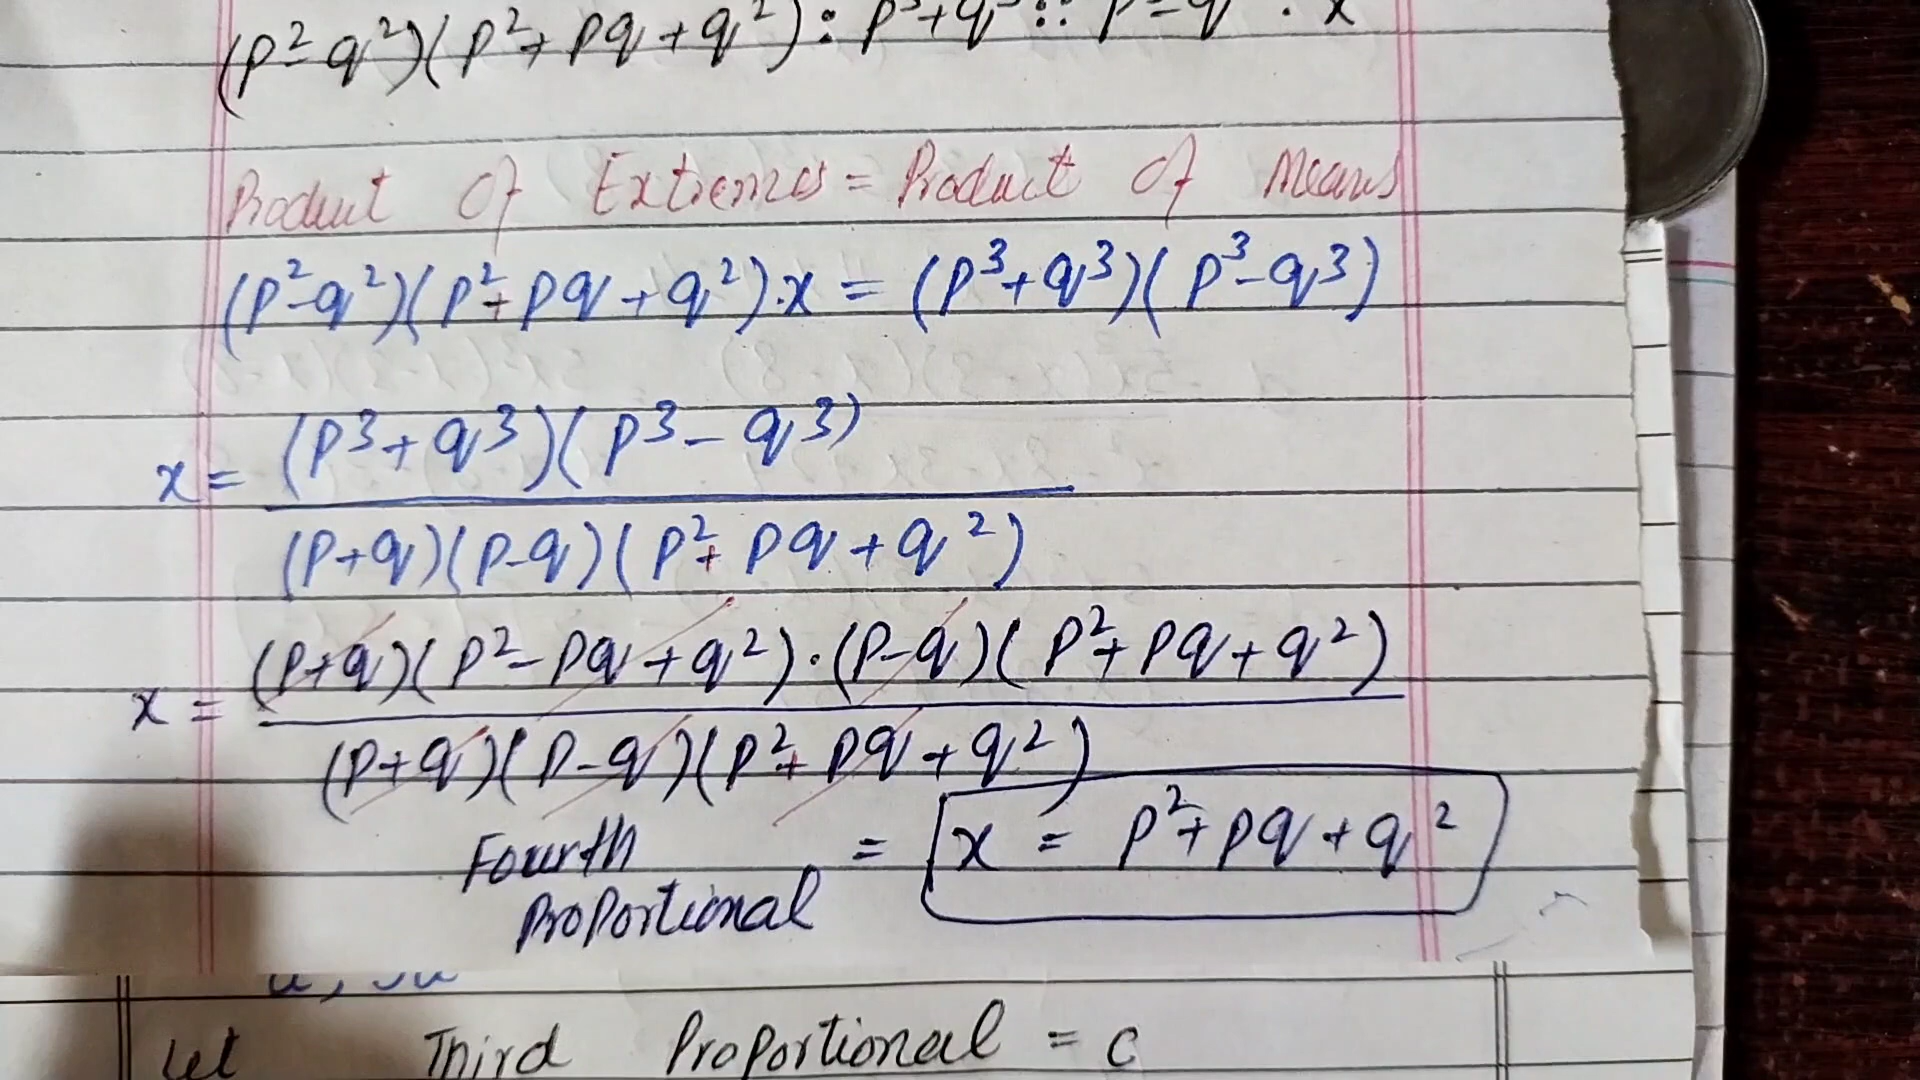 (p²-q²)(p²+pq+q²) : p³+q³ :: p³-q³ : x
Product Of Extremes = Product Of Means
(p²-q²)(p²+pq+q²).x = (p³+q³)(p³-q³)
x = (p³+q³)(p³-q³)
(p+q)(p-q)(p²+pq+q²)
x = (p+q)(p²-pq+q²).(p-q)(p²+pq+q²)
(p+q)(p-q)(p²+pq+q²)
Fourth = x = p²+pq+q²
Proportional
Let Third Proportional = c